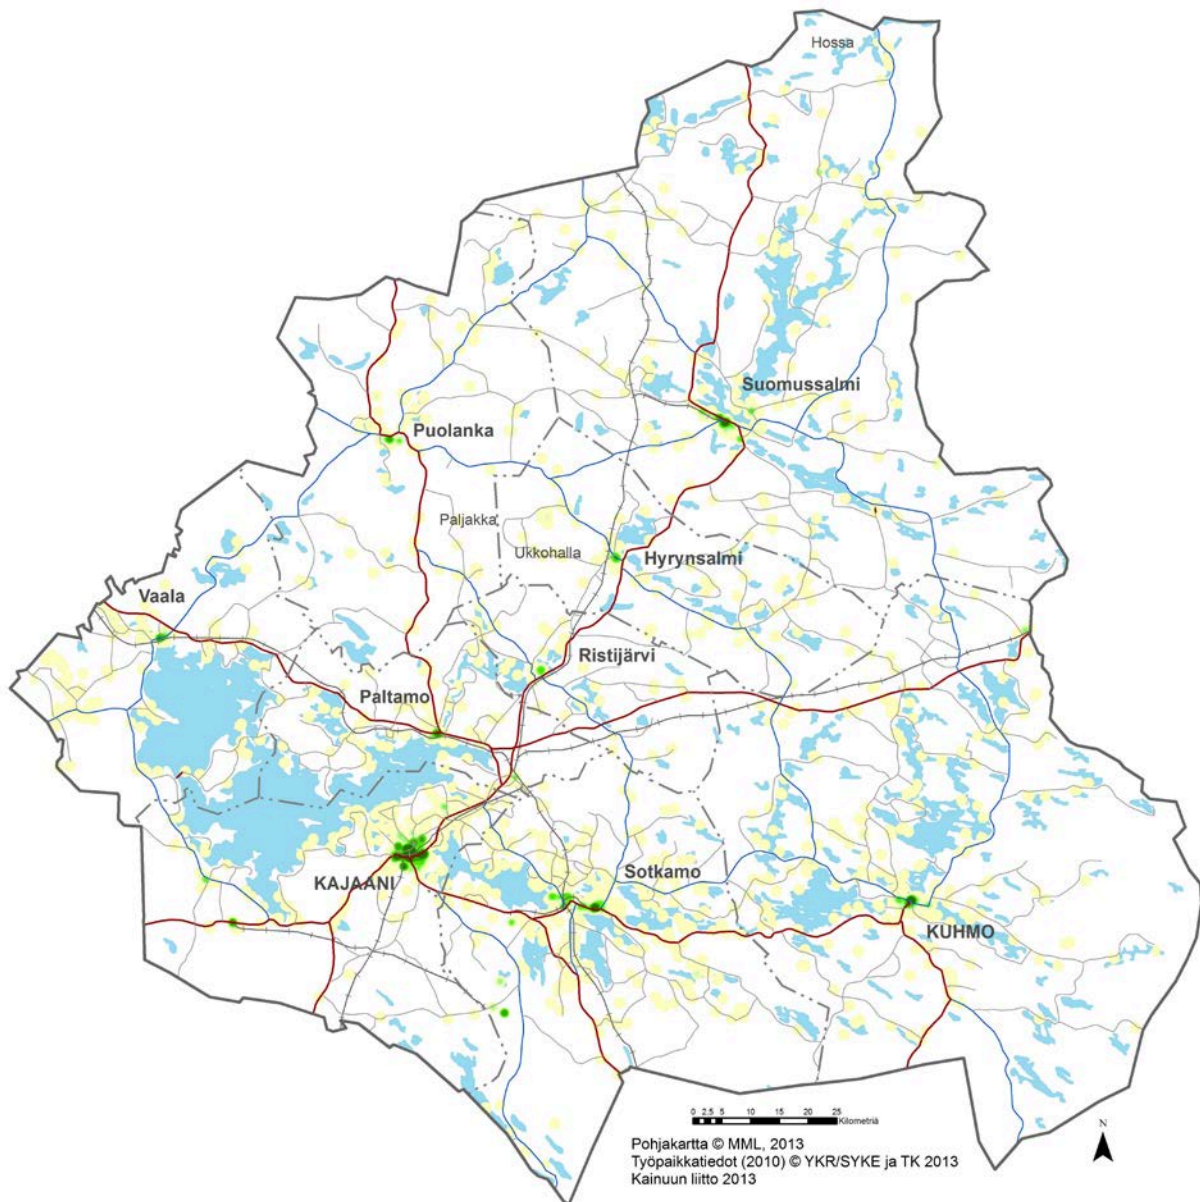 Hossa
Suomussalmi
Puolanka
Paljakka
Ukkohalla
Hyrynsalmi
Vaala
Ristijärvi
Paltamo
Sotkamo
KAJAANI
KUHMO
0 2.5 5 10 15 20 25
Kilometriä
N
Pohjakartta © MML, 2013
Työpaikkatiedot (2010) © YKR/SYKE ja TK 2013
Kainuun liitto 2013